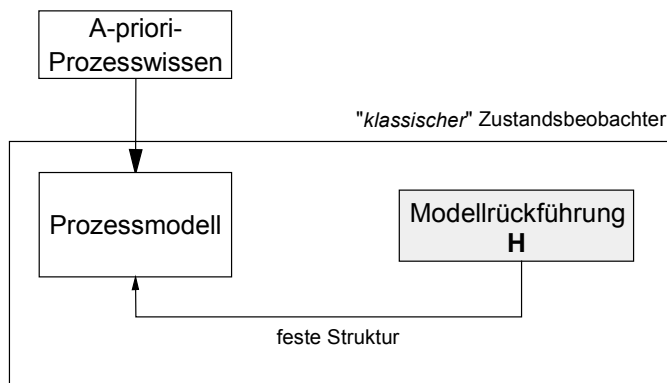 A-priori-
Prozesswissen
"klassischer" Zustandsbeobachter
Prozessmodell
Modellrückführung
H
feste Struktur